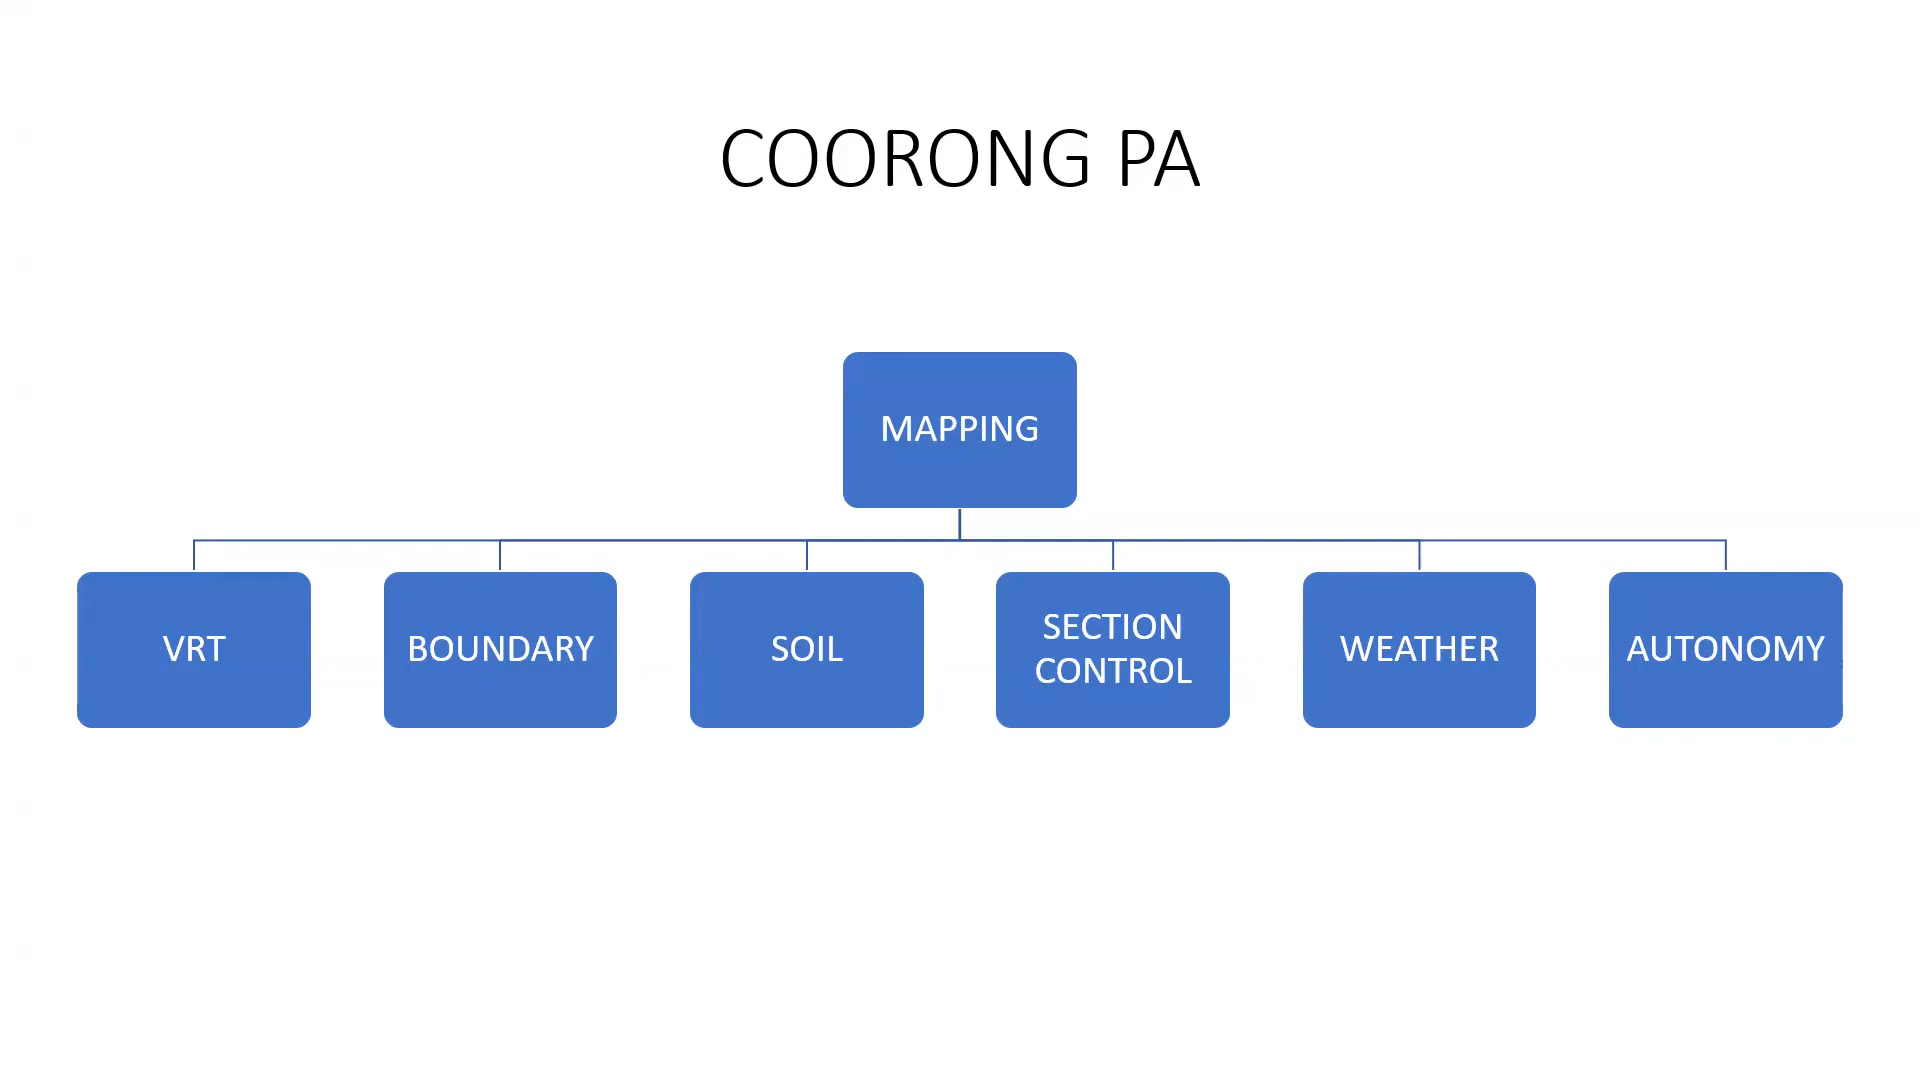 COORONG PA
MAPPING
VRT
BOUNDARY
SOIL
SECTION
CONTROL
WEATHER
AUTONOMY